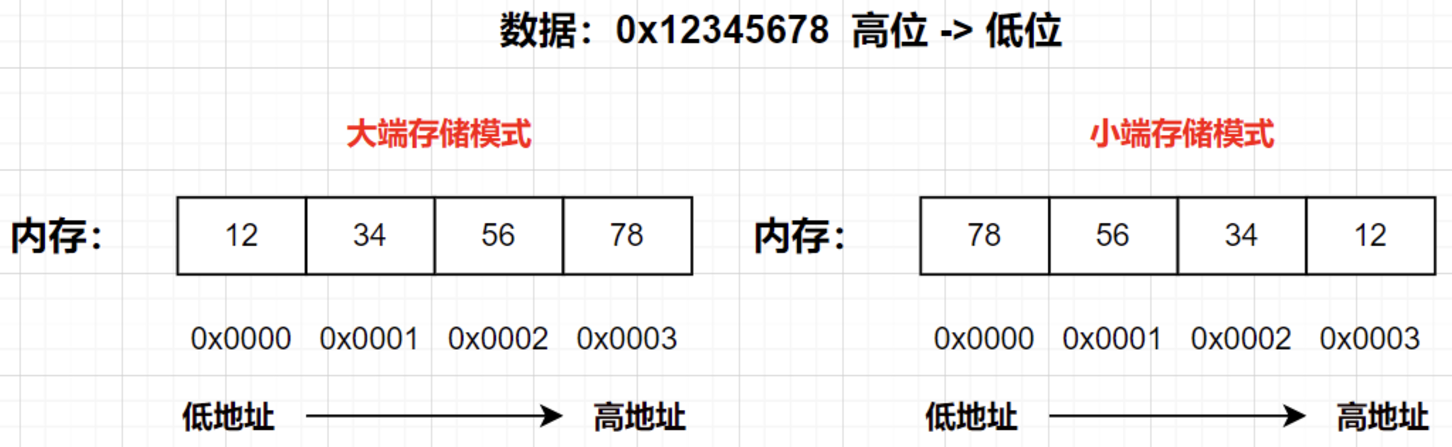 数据：0x12345678 高位 -> 低位
大端存储模式
小端存储模式
内存： 12 34 56 78
内存： 78 56 34 12
0x0000 0x0001 0x0002 0x0003
0x0000 0x0001 0x0002 0x0003
低地址 高地址
低地址 高地址